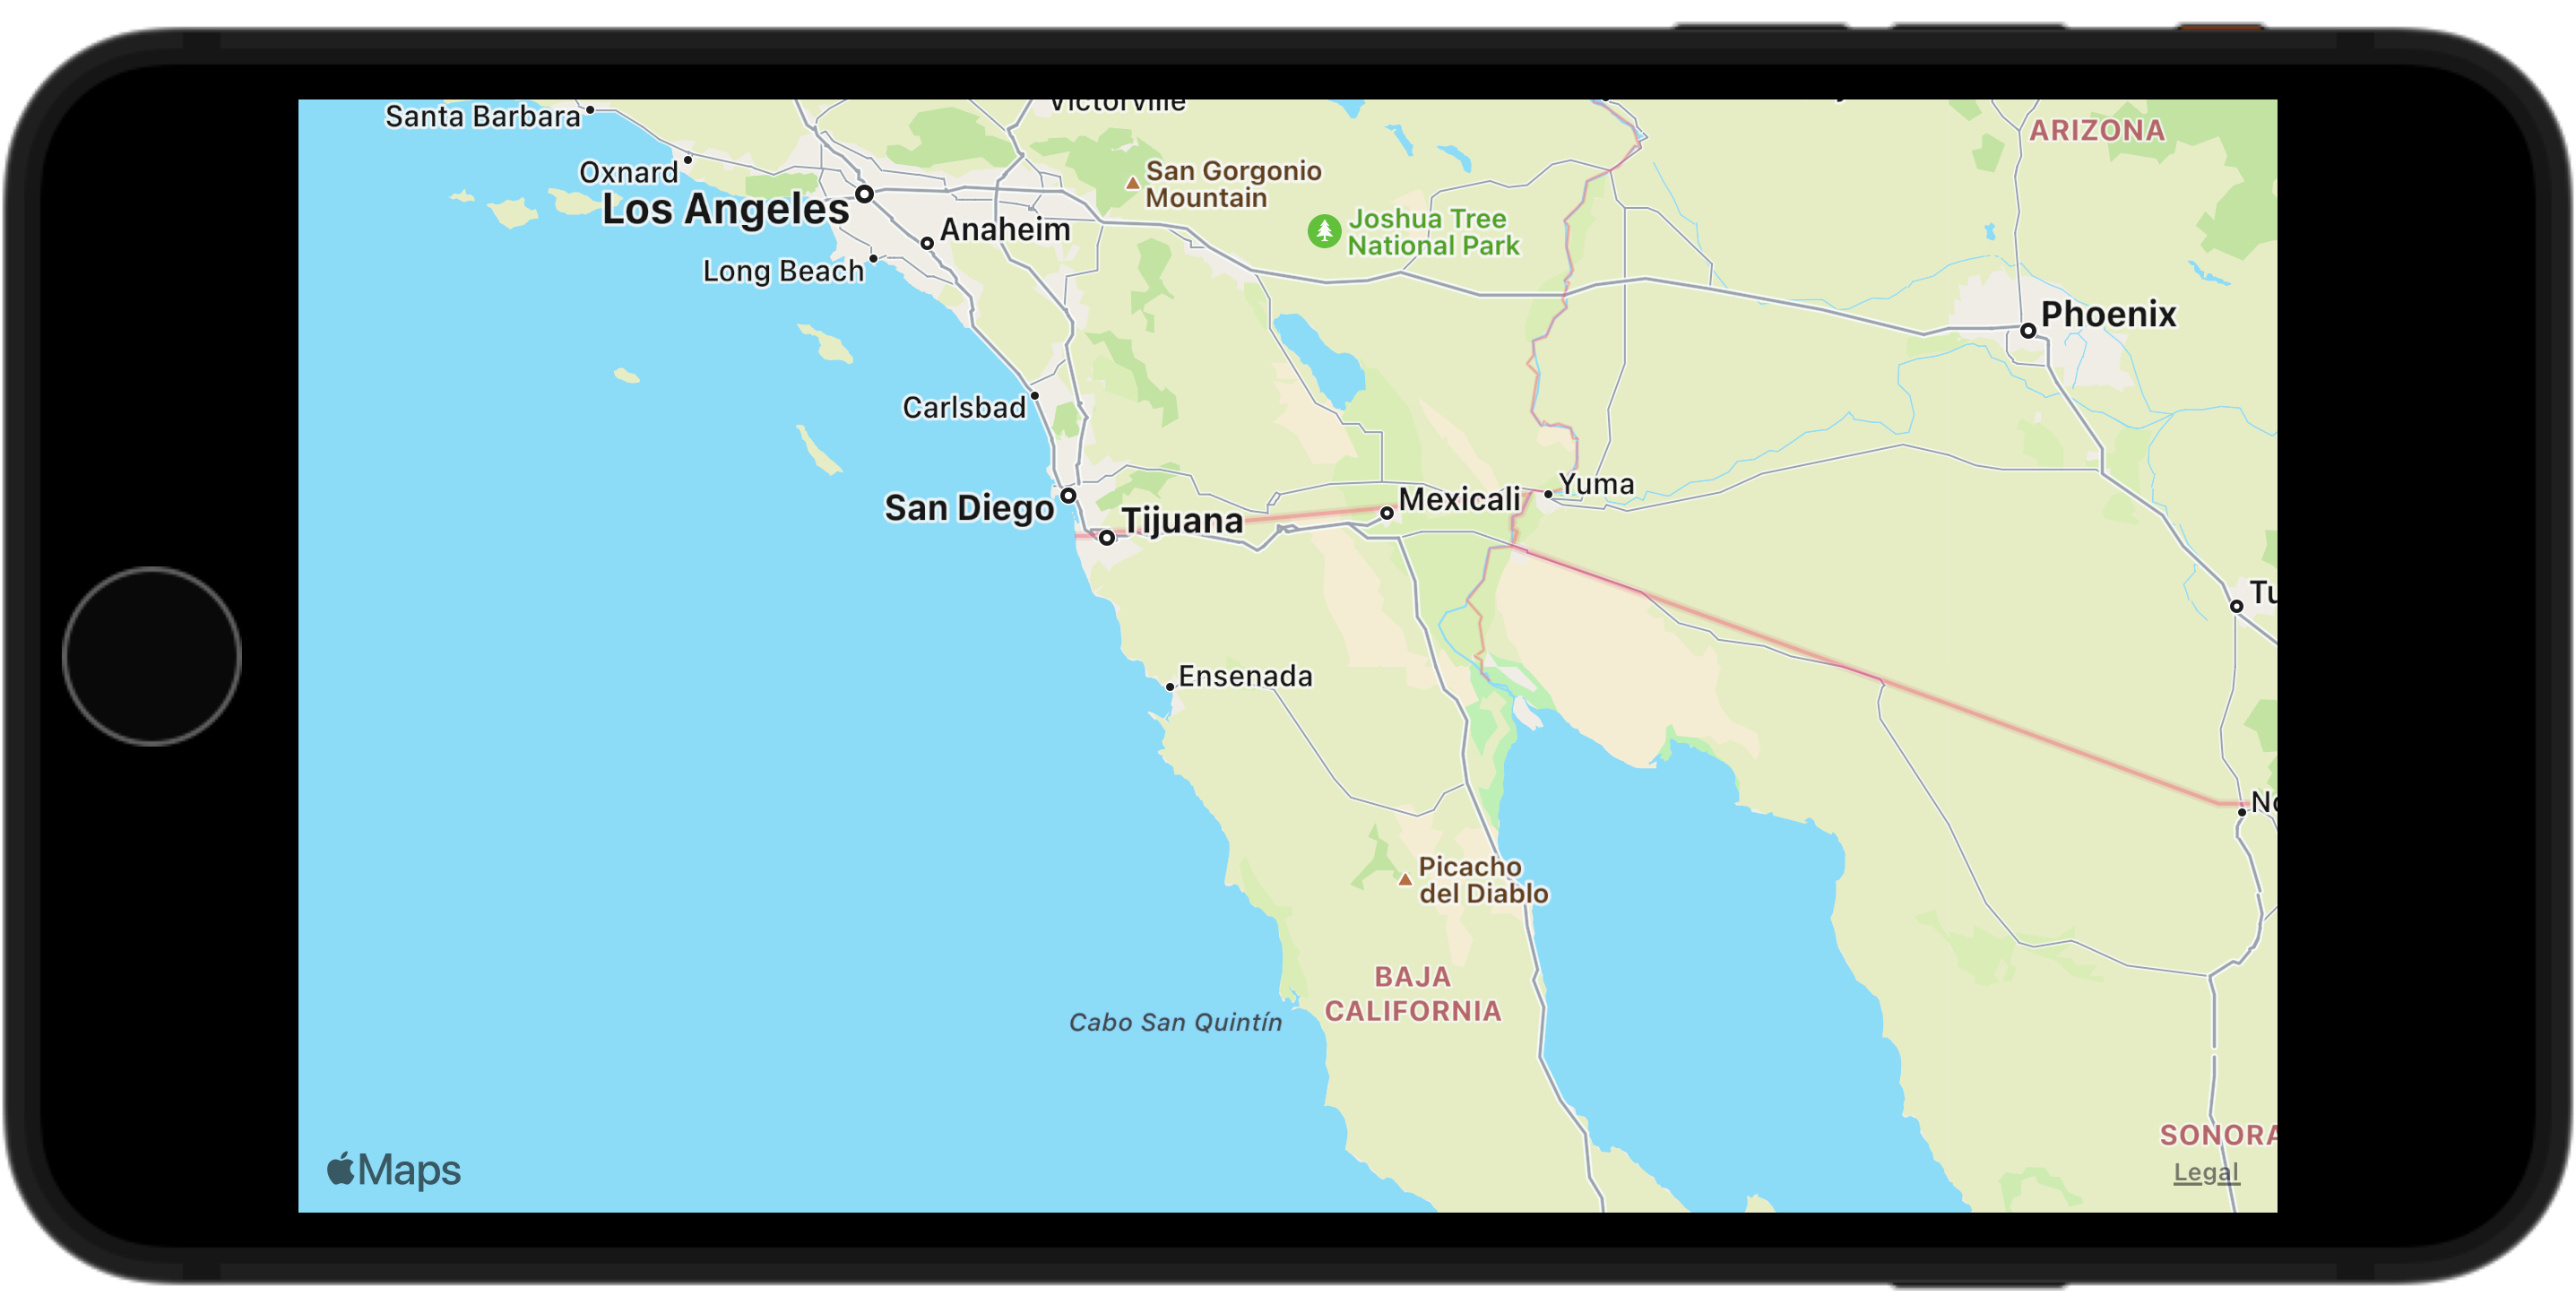 Victorville
Santa Barbara
ARIZONA
Oxnard
San Gorgonio
Mountain
Los Angeles
Anaheim
Joshua Tree
National Park
Long Beach
Phoenix
Carlsbad
Yuma
San Diego
Mexicali
Tijuana
Tu
Ensenada
No
Picacho
del Diablo
BAJA
CALIFORNIA
Cabo San Quintín
SONORA
Maps
Legal